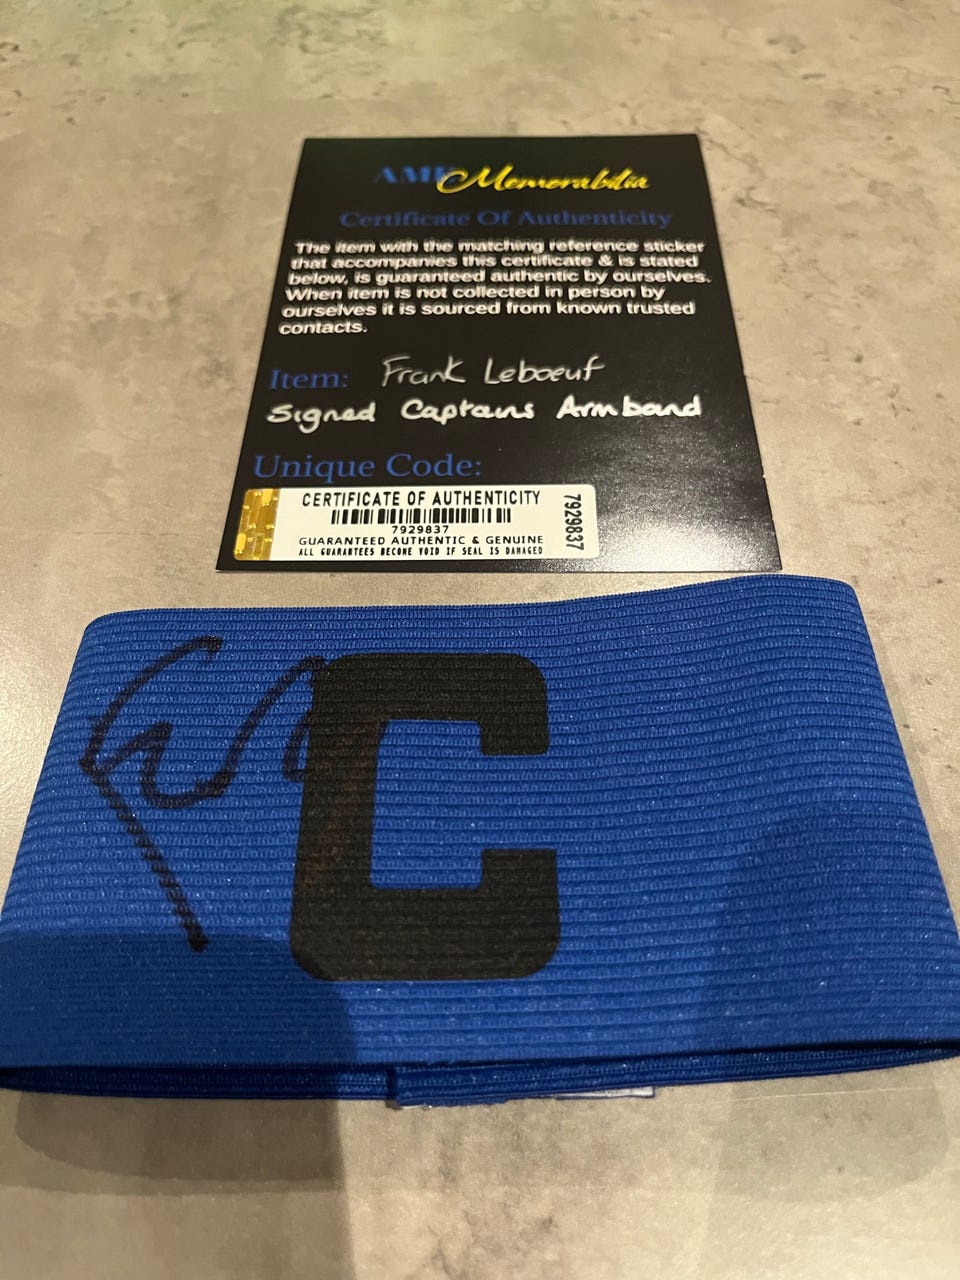 Memorabilia
Certificate Of Authenticity
The item with the matching reference sticker
that accompanies this certificate & is stated
below, is guaranteed authentic by ourselves.
When item is not collected in person by
ourselves it is sourced from known trusted
contacts.
Item: Frank Leboeuf
Signed Captains Armband
Unique Code:
CERTIFICATE OF AUTHENTICITY
7929837
GUARANTEED AUTHENTIC & GENUINE
ALL GUARANTEES BECOME VOID IF SEAL IS DAMAGED
7929837
C